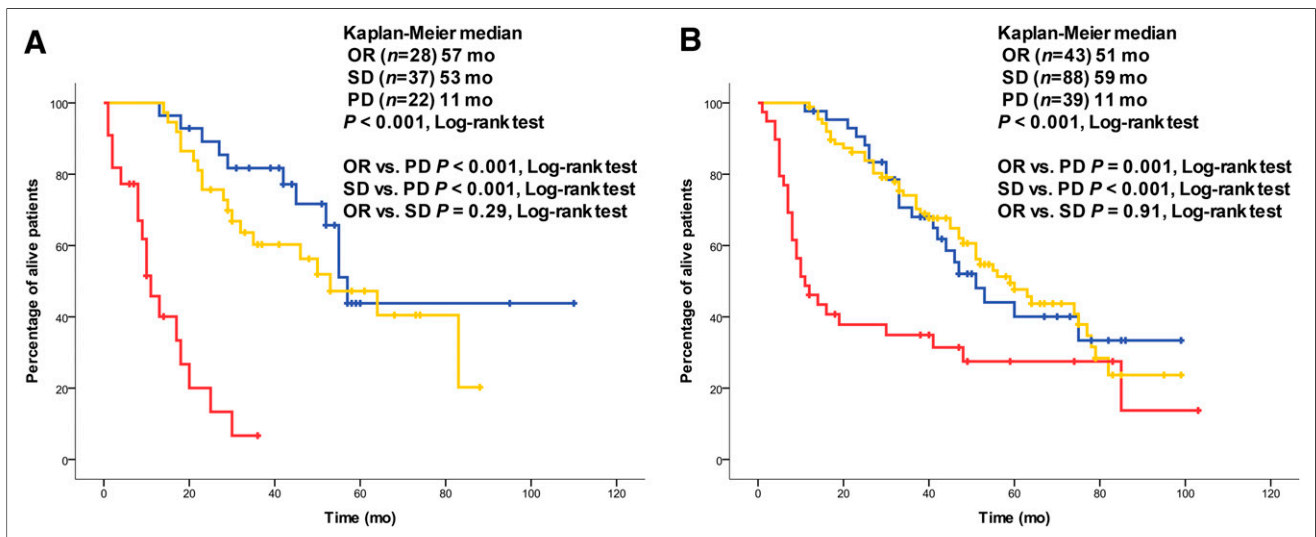 A
Kaplan-Meier median
OR (n=28) 57 mo
SD (n=37) 53 mo
PD (n=22) 11 mo
P < 0.001, Log-rank test
OR vs. PD P < 0.001, Log-rank test
SD vs. PD P < 0.001, Log-rank test
OR vs. SD P = 0.29, Log-rank test
Percentage of alive patients
100
80
60
40
20
0
0 20 40 60 80 100 120
Time (mo)
B
Kaplan-Meier median
OR (n=43) 51 mo
SD (n=88) 59 mo
PD (n=39) 11 mo
P < 0.001, Log-rank test
OR vs. PD P = 0.001, Log-rank test
SD vs. PD P < 0.001, Log-rank test
OR vs. SD P = 0.91, Log-rank test
Percentage of alive patients
100
80
60
40
20
0
0 20 40 60 80 100 120
Time (mo)